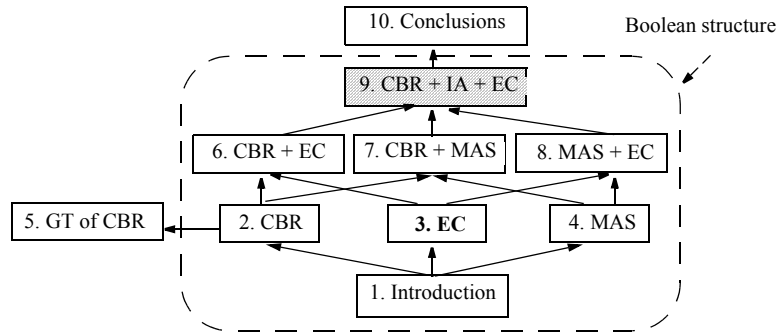 10. Conclusions
Boolean structure
9. CBR + IA + EC
6. CBR + EC
7. CBR + MAS
8. MAS + EC
5. GT of CBR
2. CBR
3. EC
4. MAS
1. Introduction